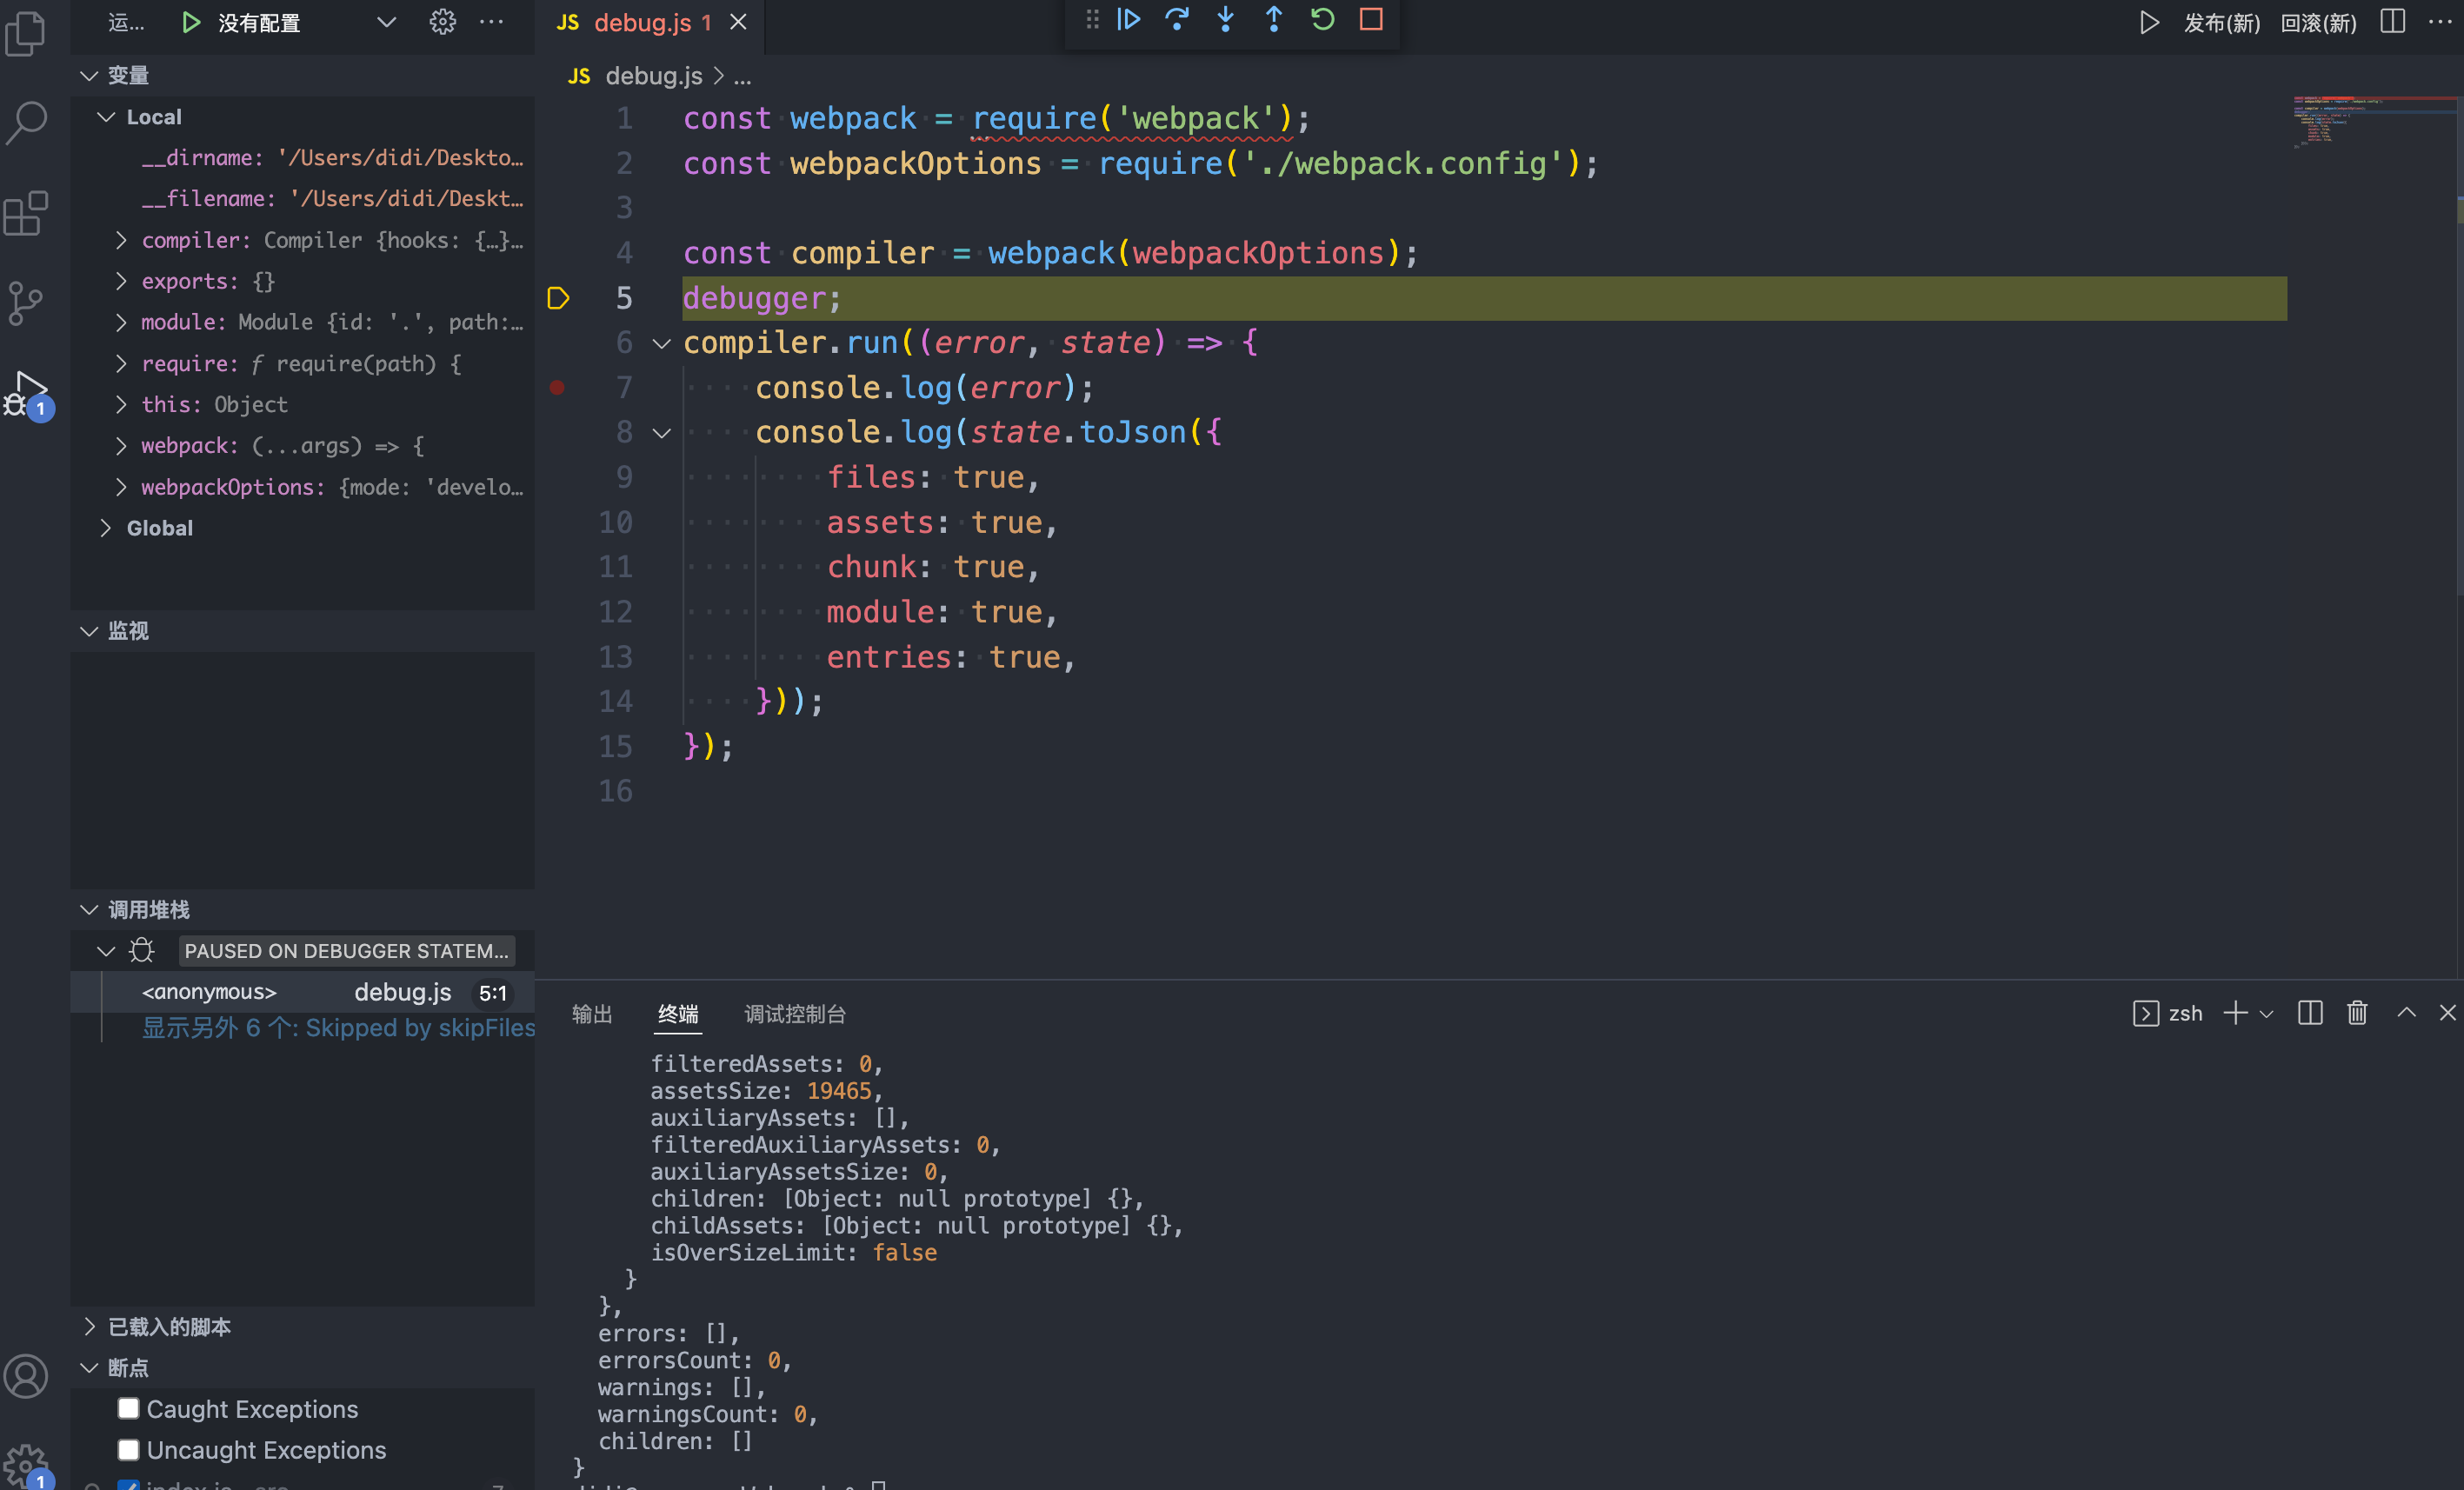 运...
没有配置
变量
Local
__dirname: '/Users/didi/Deskto…
__filename: '/Users/didi/Deskt…
compiler: Compiler {hooks: {…}…
exports: {}
module: Module {id: '.', path:…
require: ƒ require(path) {
this: Object
webpack: (...args) => {
webpackOptions: {mode: 'develo…
Global
监视
调用堆栈
PAUSED ON DEBUGGER STATEM...
<anonymous> debug.js 5:1
显示另外 6 个: Skipped by skipFiles
已载入的脚本
断点
Caught Exceptions
Uncaught Exceptions
1
1
JS debug.js 1
发布(新) 回滚(新)
JS debug.js > ...
1 const webpack = require('webpack');
2 const webpackOptions = require('./webpack.config');
3
4 const compiler = webpack(webpackOptions);
5 debugger;
6 compiler.run((error, state) => {
7 console.log(error);
8 console.log(state.toJson({
9 files: true,
10 assets: true,
11 chunk: true,
12 module: true,
13 entries: true,
14 }));
15 });
16
输出 终端 调试控制台
zsh
filteredAssets: 0,
assetsSize: 19465,
auxiliaryAssets: [],
filteredAuxiliaryAssets: 0,
auxiliaryAssetsSize: 0,
children: [Object: null prototype] {},
childAssets: [Object: null prototype] {},
isOverSizeLimit: false
}
},
errors: [],
errorsCount: 0,
warnings: [],
warningsCount: 0,
children: []
}